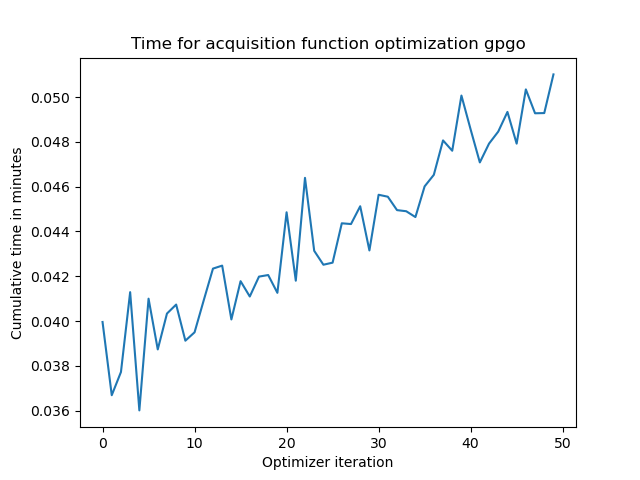 Time for acquisition function optimization gpgo
Cumulative time in minutes
0.050
0.048
0.046
0.044
0.042
0.040
0.038
0.036
0 10 20 30 40 50
Optimizer iteration